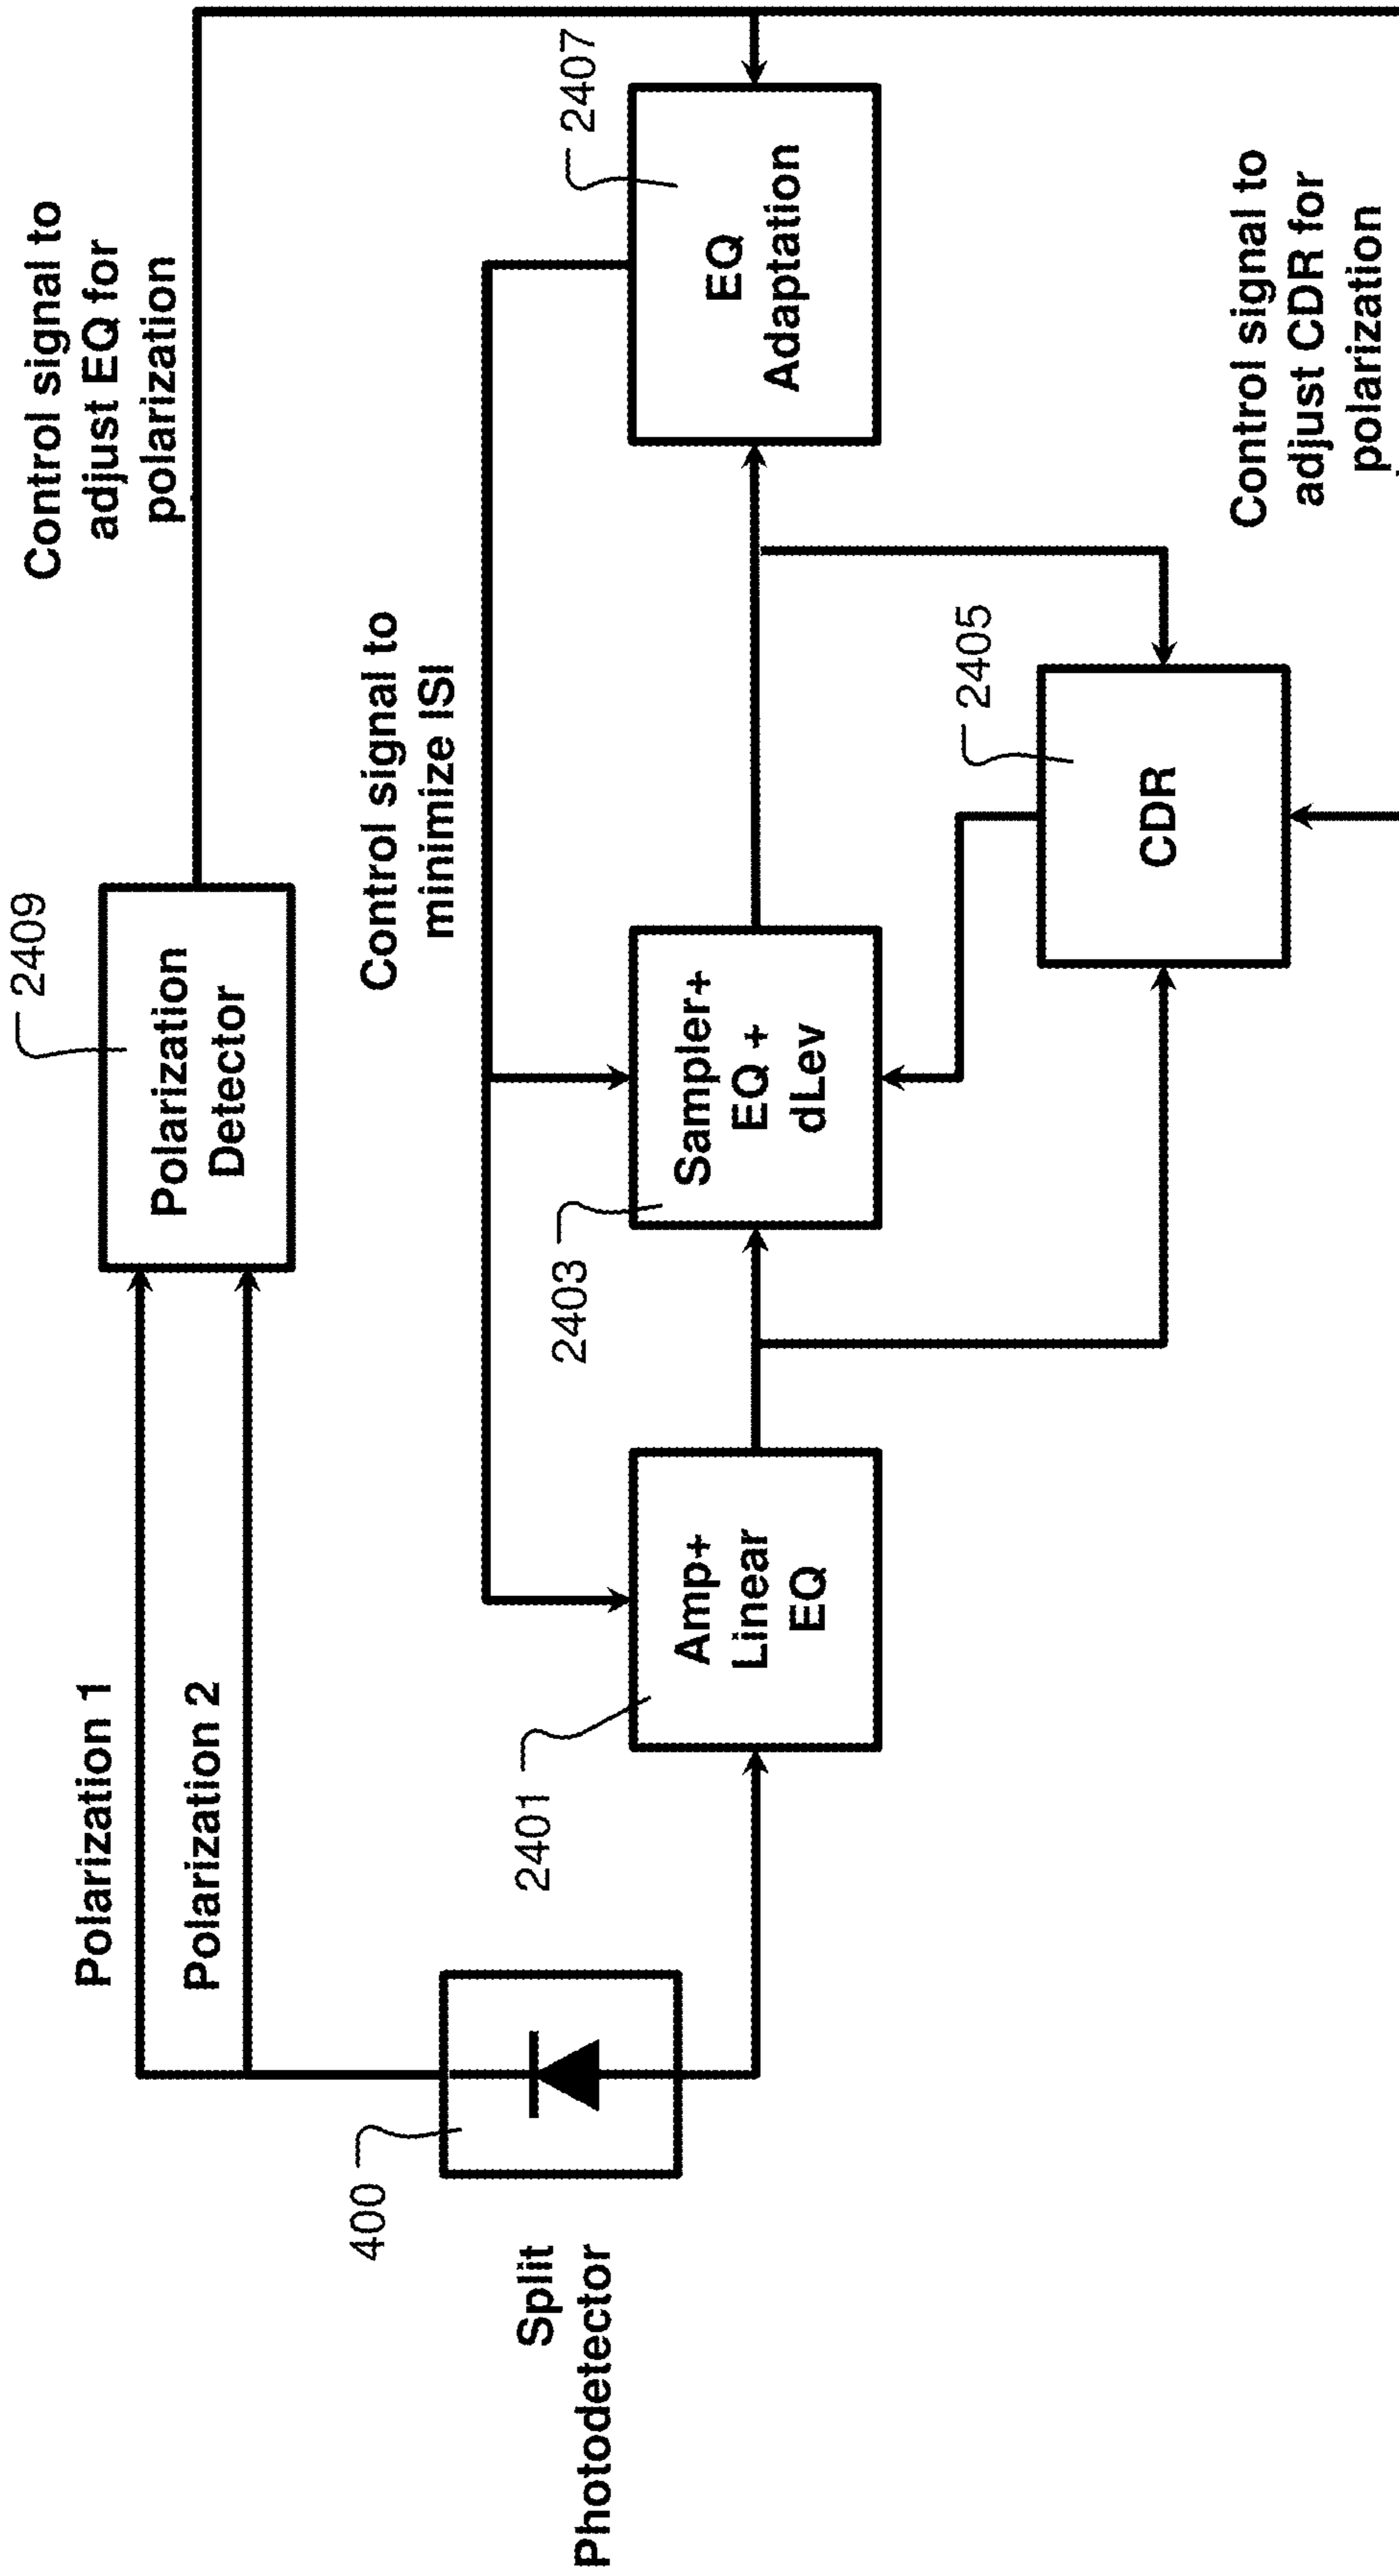 Control signal to
adjust EQ for
polarization
2409
Polarization
Detector
Polarization 1
Polarization 2
Control signal to
minimize ISI
400
Split
Photodetector
2401
Amp+
Linear
EQ
2403
Sampler+
EQ +
dLev
2407
EQ
Adaptation
2405
CDR
Control signal to
adjust CDR for
polarization